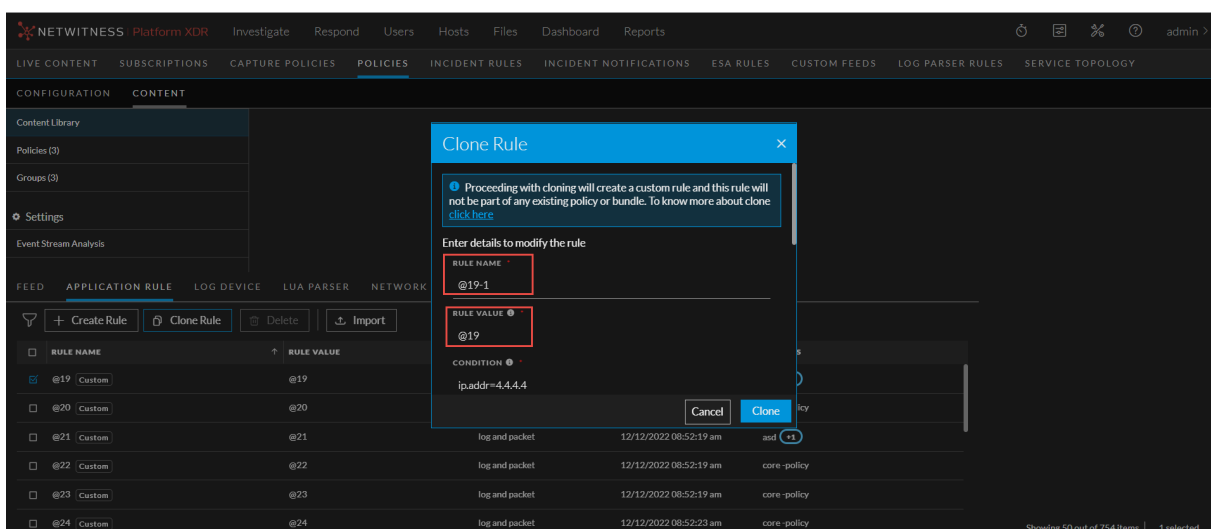 NETWITNESS Platform XDR Investigate Respond Users Hosts Files Dashboard Reports admin >
LIVE CONTENT SUBSCRIPTIONS CAPTURE POLICIES POLICIES INCIDENT RULES INCIDENT NOTIFICATIONS ESA RULES CUSTOM FEEDS LOG PARSER RULES SERVICE TOPOLOGY
CONFIGURATION CONTENT
Content Library
Policies (3)
Groups (3)
Settings
Event Stream Analysis
FEED APPLICATION RULE LOG DEVICE LUA PARSER NETWORK
+ Create Rule Clone Rule Delete Import
RULE NAME ↑ RULE VALUE
@19 Custom @19
@20 Custom @20
@21 Custom @21 log and packet 12/12/2022 08:52:19 am asd +1
@22 Custom @22 log and packet 12/12/2022 08:52:19 am core -policy
@23 Custom @23 log and packet 12/12/2022 08:52:19 am core -policy
@24 Custom @24 log and packet 12/12/2022 08:52:23 am core -policy
Showing 50 out of 754 items | 1 selected
Clone Rule ×
Proceeding with cloning will create a custom rule and this rule will
not be part of any existing policy or bundle. To know more about clone
click here
Enter details to modify the rule
RULE NAME *
@19-1
RULE VALUE *
@19
CONDITION *
ip.addr=4.4.4.4
Cancel Clone